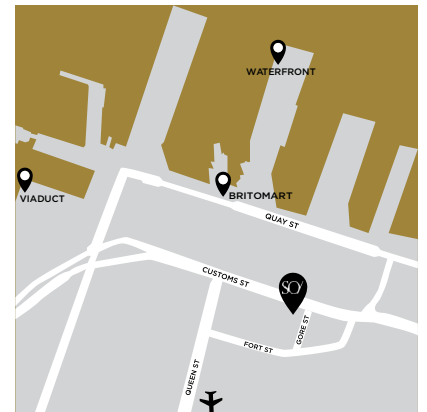 WATERFRONT
VIADUCT
BRITOMART
QUAY ST
CUSTOMS ST
SO/
GORE ST
FORT ST
QUEEN ST